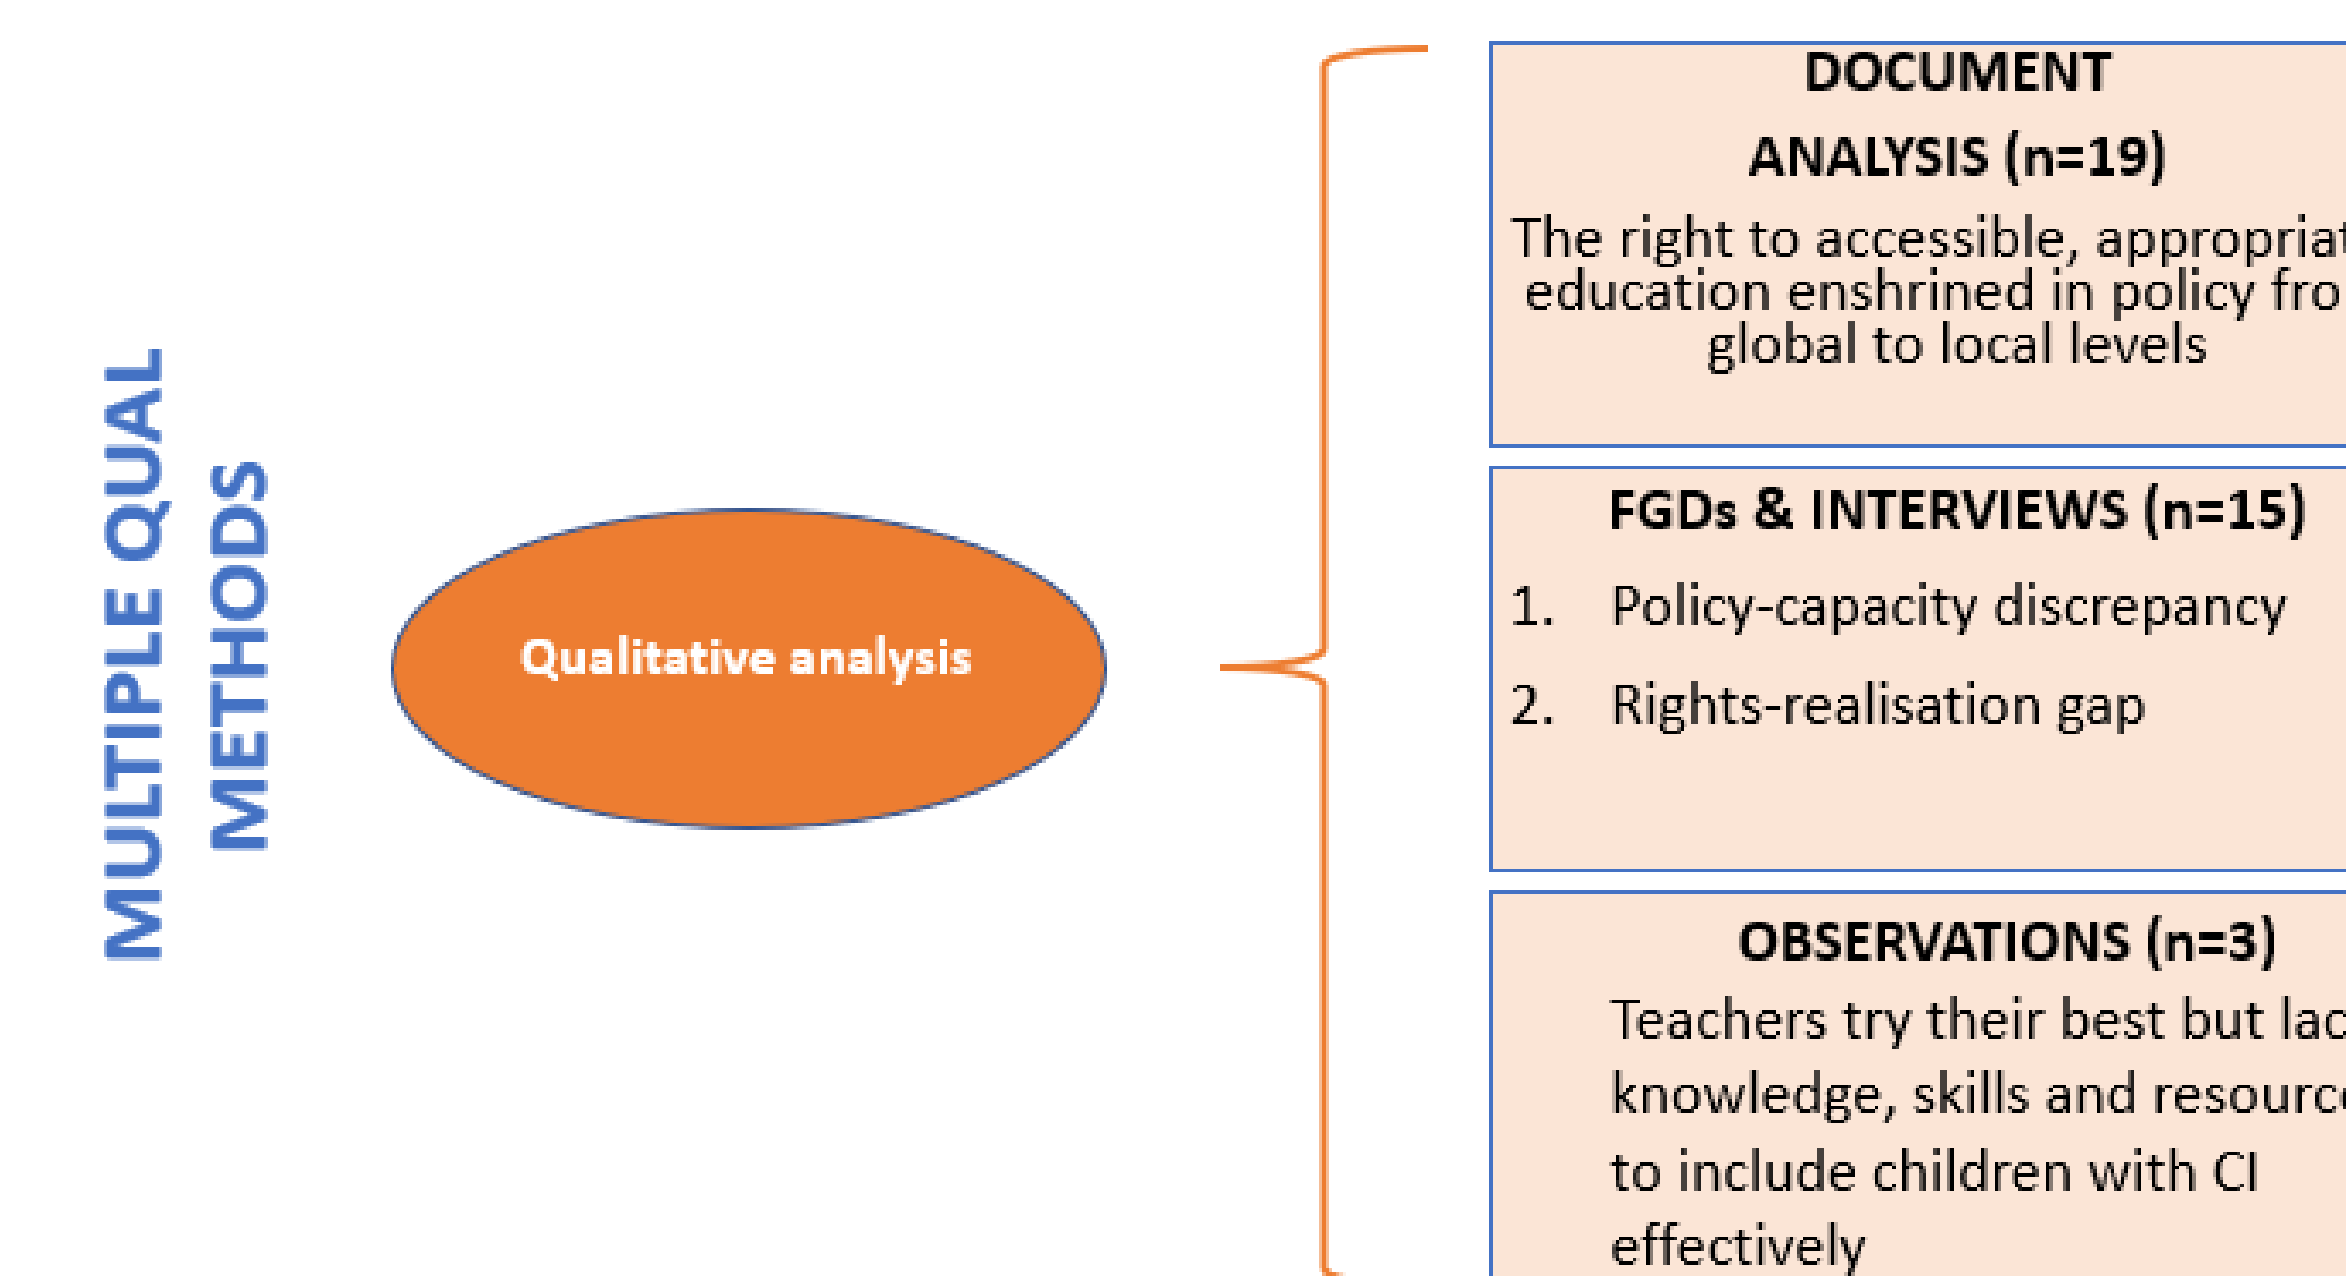 MULTIPLE QUAL
METHODS
Qualitative analysis
DOCUMENT
ANALYSIS (n=19)
The right to accessible, appropriat
education enshrined in policy fro
global to local levels
FGDs & INTERVIEWS (n=15)
1. Policy-capacity discrepancy
2. Rights-realisation gap
OBSERVATIONS (n=3)
Teachers try their best but lac
knowledge, skills and resourc
to include children with CI
effectively